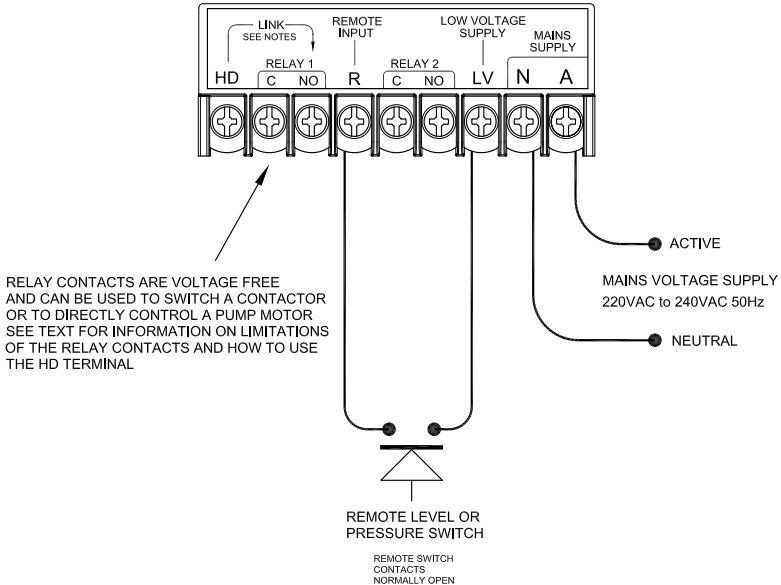 LINK
SEE NOTES
REMOTE
INPUT
LOW VOLTAGE
SUPPLY
MAINS
SUPPLY
RELAY 1
RELAY 2
HD C NO R C NO LV N A
ACTIVE
MAINS VOLTAGE SUPPLY
220VAC to 240VAC 50Hz
NEUTRAL
RELAY CONTACTS ARE VOLTAGE FREE
AND CAN BE USED TO SWITCH A CONTACTOR
OR TO DIRECTLY CONTROL A PUMP MOTOR
SEE TEXT FOR INFORMATION ON LIMITATIONS
OF THE RELAY CONTACTS AND HOW TO USE
THE HD TERMINAL
REMOTE LEVEL OR
PRESSURE SWITCH
REMOTE SWITCH
CONTACTS
NORMALLY OPEN